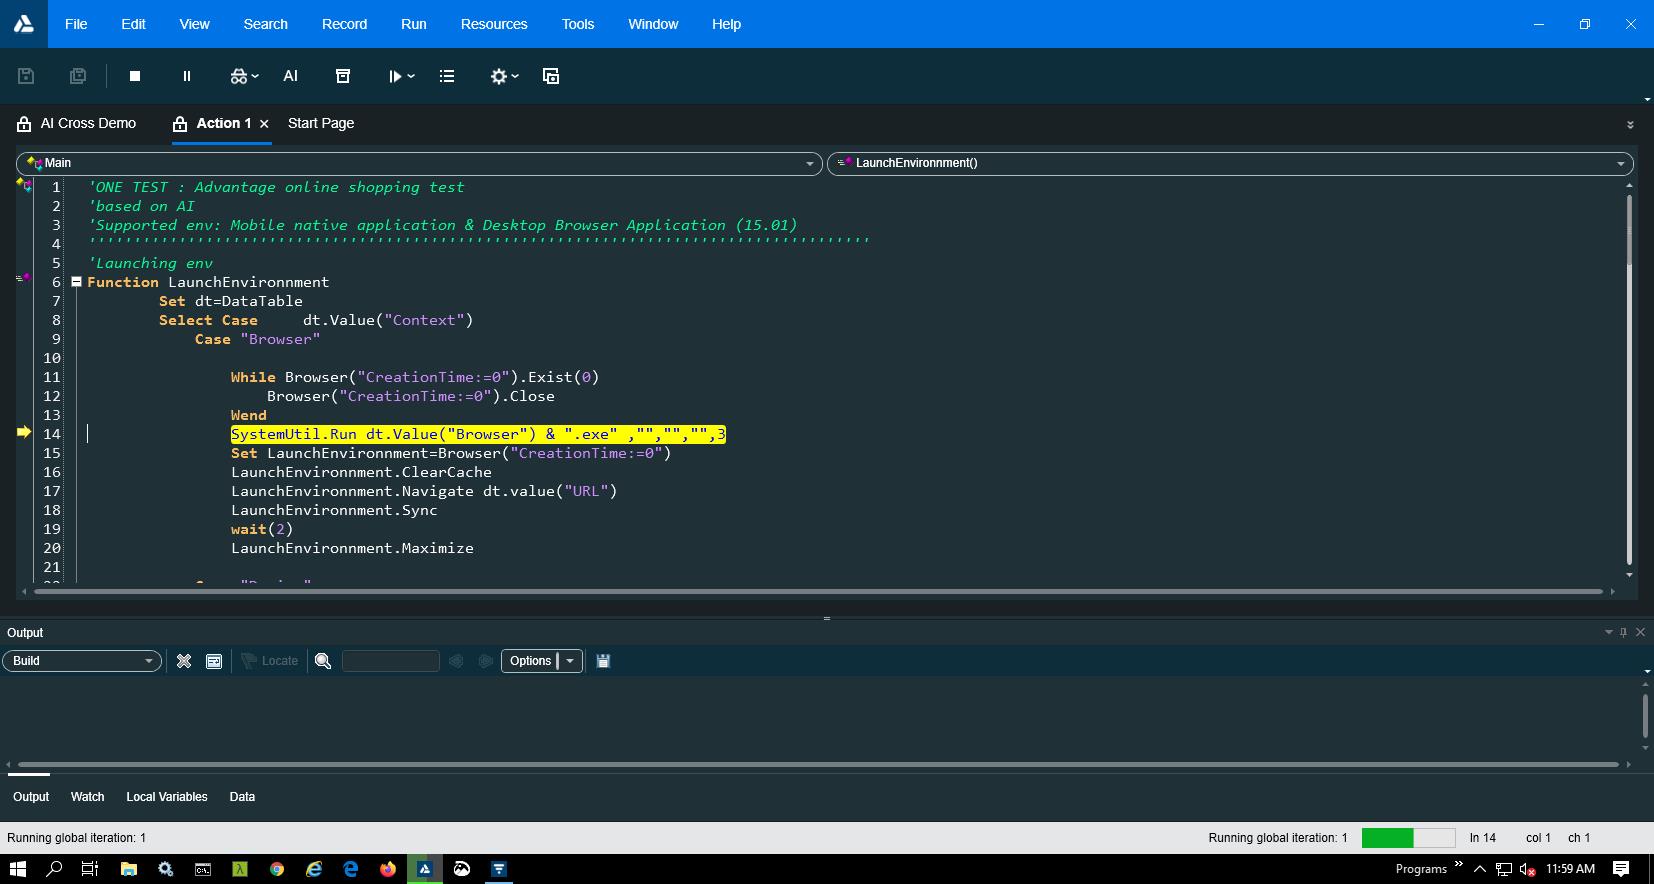 File Edit View Search Record Run Resources Tools Window Help
AI
AI Cross Demo Action 1 Start Page
Main LaunchEnvironnment()
1 'ONE TEST : Advantage online shopping test
2 'based on AI
3 'Supported env: Mobile native application & Desktop Browser Application (15.01)
4 '''''''''''''''''''''''''''''''''''''''''''''''''''''''''''''''''''''''''''''''''''''''
5 'Launching env
6 Function LaunchEnvironnment
7 Set dt=DataTable
8 Select Case dt.Value("Context")
9 Case "Browser"
10
11 While Browser("CreationTime:=0").Exist(0)
12 Browser("CreationTime:=0").Close
13 Wend
14 SystemUtil.Run dt.Value("Browser") & ".exe" ,"","","",3
15 Set LaunchEnvironnment=Browser("CreationTime:=0")
16 LaunchEnvironnment.ClearCache
17 LaunchEnvironnment.Navigate dt.value("URL")
18 LaunchEnvironnment.Sync
19 wait(2)
20 LaunchEnvironnment.Maximize
21
Output
Build Locate Options
Output Watch Local Variables Data
Running global iteration: 1 Running global iteration: 1 ln 14 col 1 ch 1
Programs 11:59 AM